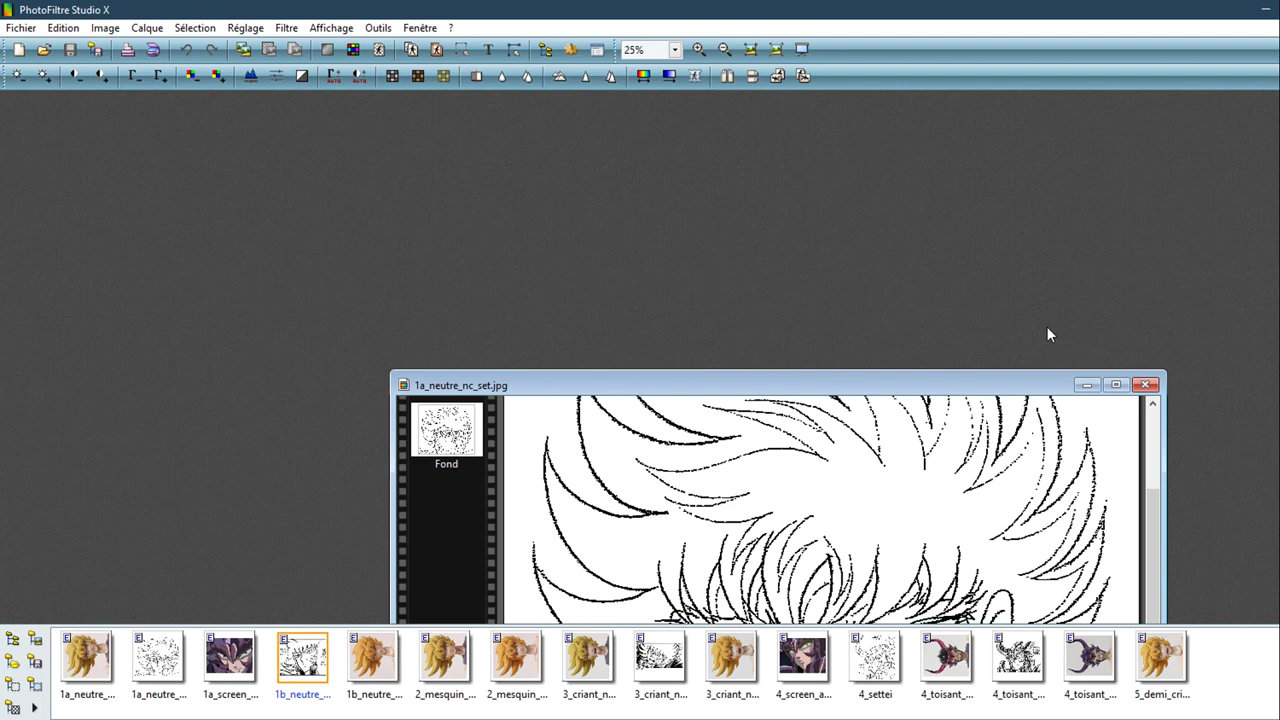 PhotoFiltre Studio X
Fichier Edition Image Calque Sélection Réglage Filtre Affichage Outils Fenêtre ?
25%
1a_neutre_nc_set.jpg
Fond
1a_neutre_... 1a_neutre_... 1a_screen_... 1b_neutre_... 1b_neutre_... 2_mesquin_... 2_mesquin_... 3_criant_n... 3_criant_n... 3_criant_n... 4_screen_a... 4_settei 4_toisant_... 4_toisant_... 4_toisant_... 5_demi_cri...